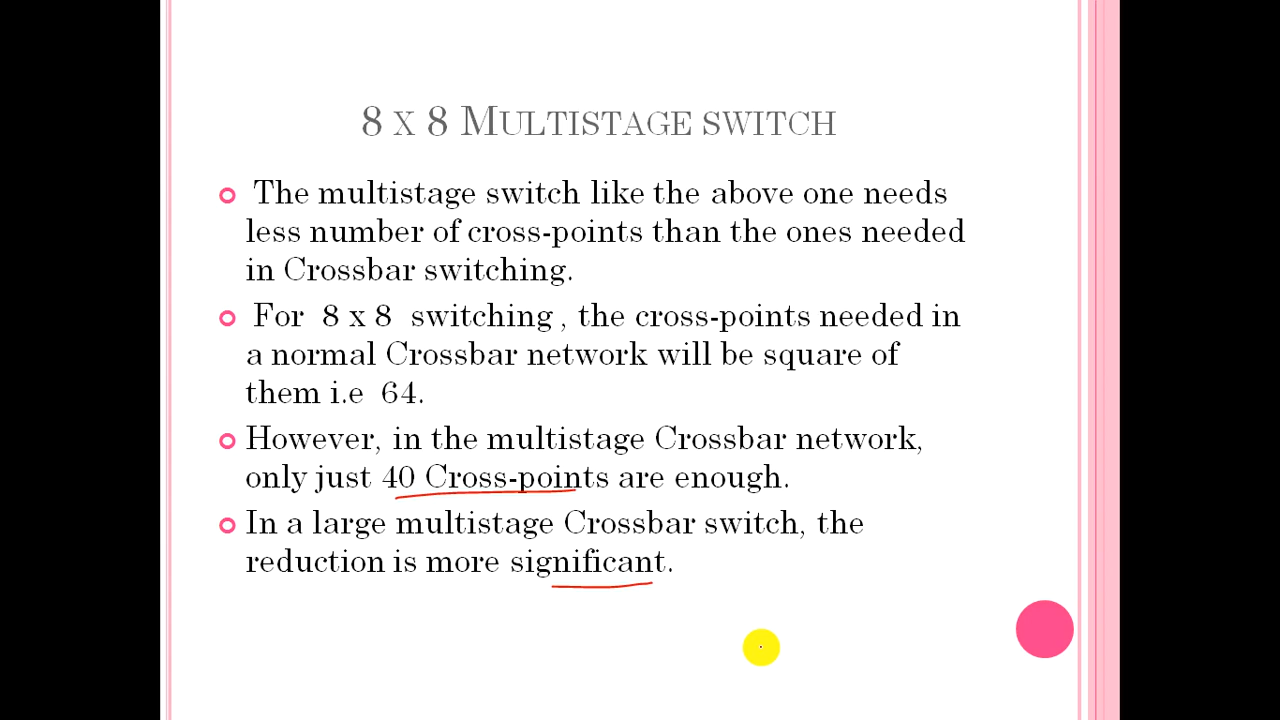 8 x 8 Multistage switch
The multistage switch like the above one needs
less number of cross-points than the ones needed
in Crossbar switching.
For 8 x 8 switching , the cross-points needed in
a normal Crossbar network will be square of
them i.e 64.
However, in the multistage Crossbar network,
only just 40 Cross-points are enough.
In a large multistage Crossbar switch, the
reduction is more significant.